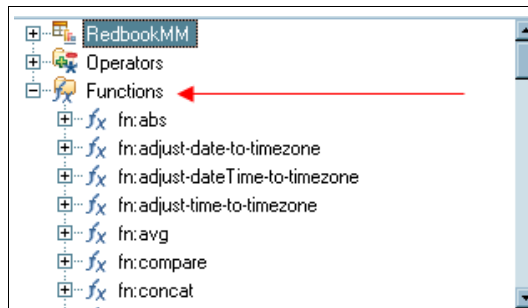 RedbookMM
Operators
Functions
fn:abs
fn:adjust-date-to-timezone
fn:adjust-dateTime-to-timezone
fn:adjust-time-to-timezone
fn:avg
fn:compare
fn:concat